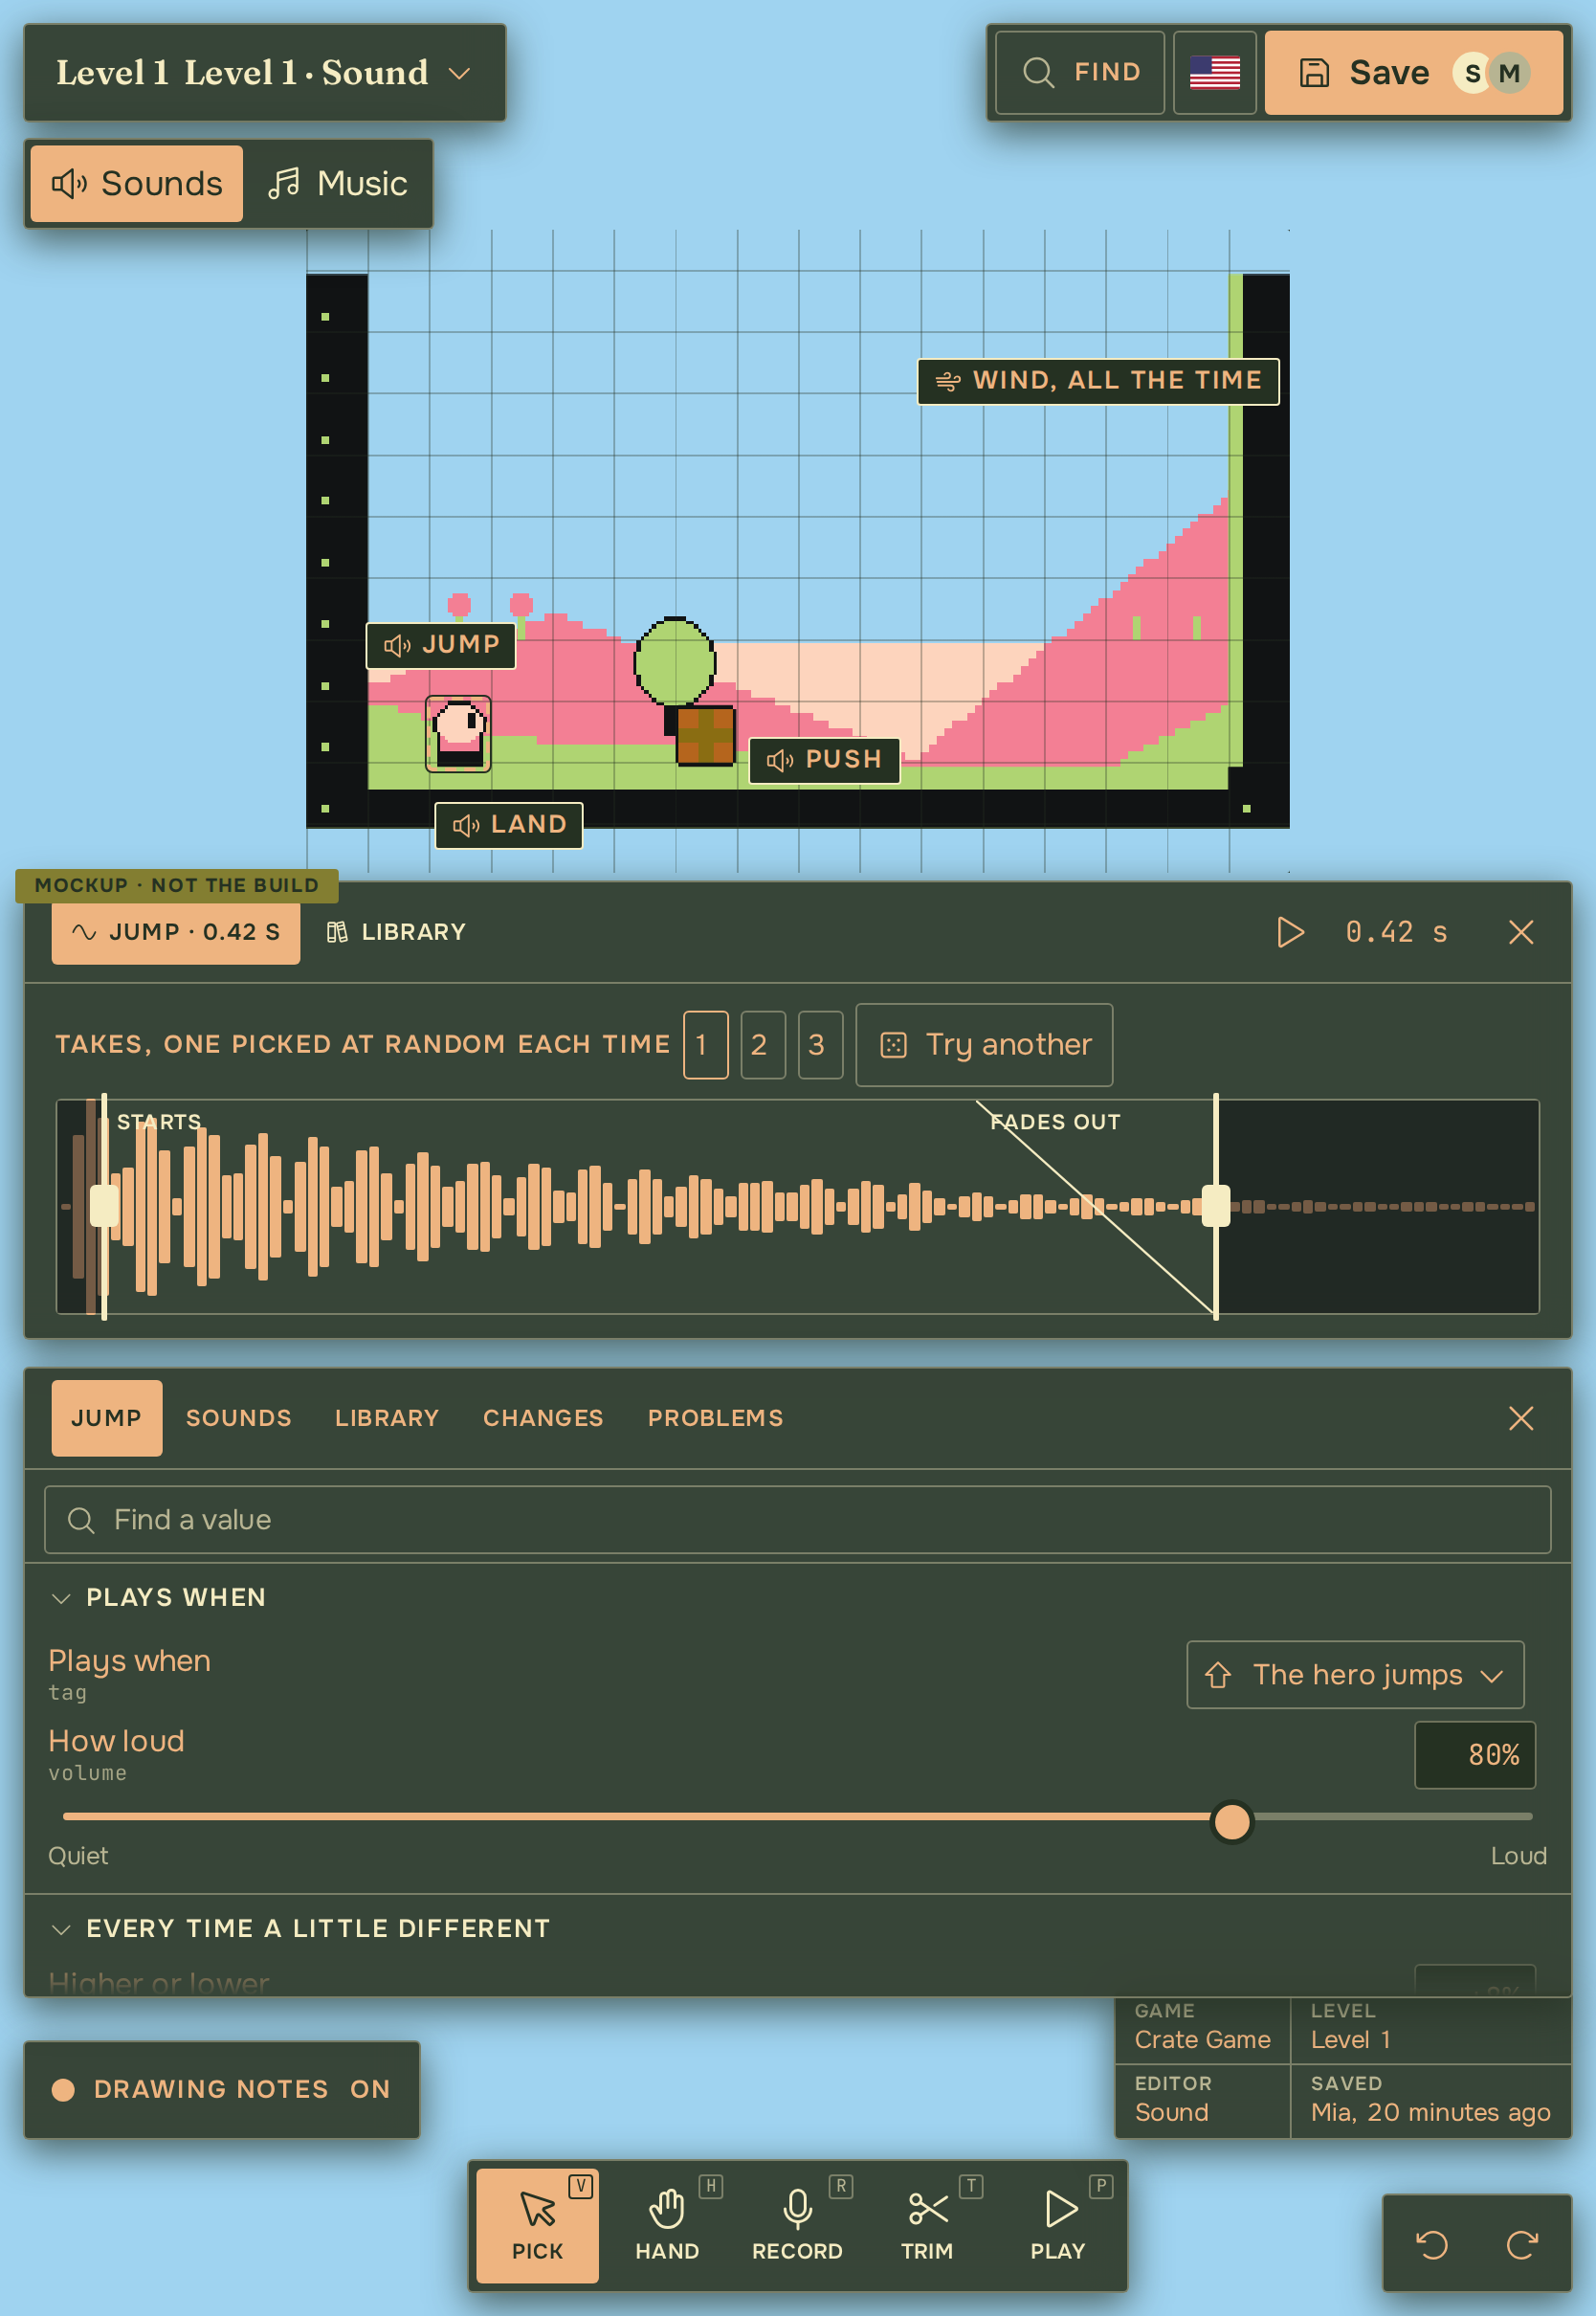 Level 1 Level 1 · Sound
FIND
Save
S M
Sounds
Music
WIND, ALL THE TIME
JUMP
PUSH
LAND
MOCKUP · NOT THE BUILD
JUMP · 0.42 S
LIBRARY
0.42 s
TAKES, ONE PICKED AT RANDOM EACH TIME
1
2
3
Try another
STARTS
FADES OUT
JUMP
SOUNDS
LIBRARY
CHANGES
PROBLEMS
Find a value
PLAYS WHEN
Plays when
tag
The hero jumps
How loud
volume
80%
Quiet
Loud
EVERY TIME A LITTLE DIFFERENT
Higher or lower
GAME
Crate Game
LEVEL
Level 1
EDITOR
Sound
SAVED
Mia, 20 minutes ago
DRAWING NOTES ON
V
PICK
H
HAND
R
RECORD
T
TRIM
P
PLAY